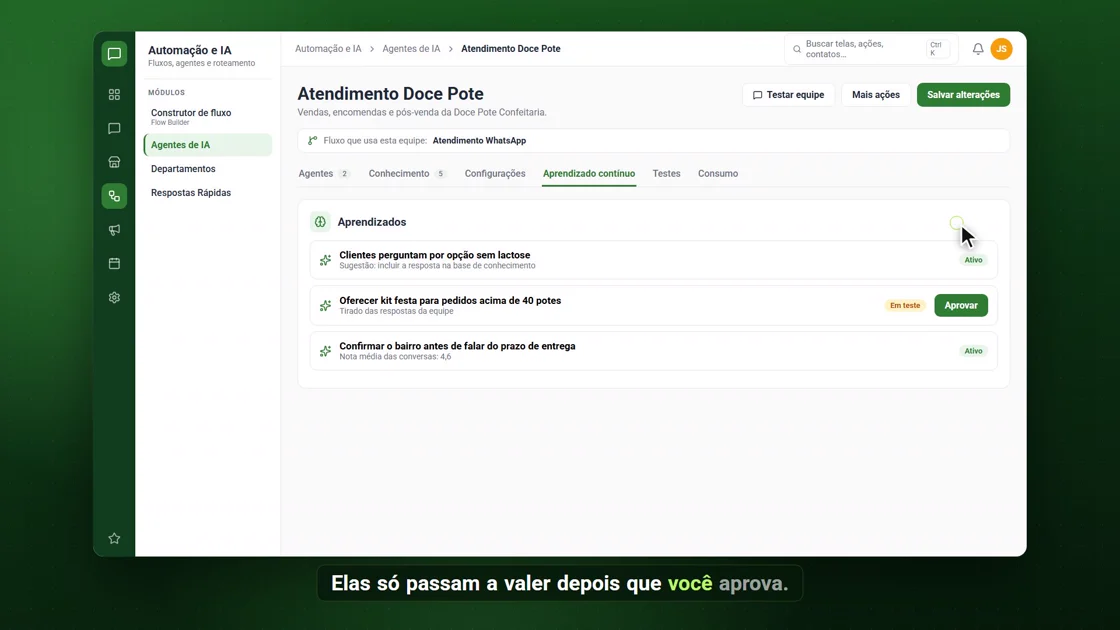 Automação e IA
Fluxos, agentes e roteamento
MÓDULOS
Construtor de fluxo
Flow Builder
Agentes de IA
Departamentos
Respostas Rápidas
Automação e IA > Agentes de IA > Atendimento Doce Pote
Buscar telas, ações, contatos...
Ctrl K
JS
Atendimento Doce Pote
Vendas, encomendas e pós-venda da Doce Pote Confeitaria.
Testar equipe
Mais ações
Salvar alterações
Fluxo que usa esta equipe: Atendimento WhatsApp
Agentes 2
Conhecimento 5
Configurações
Aprendizado contínuo
Testes
Consumo
Aprendizados
Clientes perguntam por opção sem lactose
Sugestão: incluir a resposta na base de conhecimento
Ativo
Oferecer kit festa para pedidos acima de 40 potes
Tirado das respostas da equipe
Em teste
Aprovar
Confirmar o bairro antes de falar do prazo de entrega
Nota média das conversas: 4,6
Ativo
Elas só passam a valer depois que você aprova.